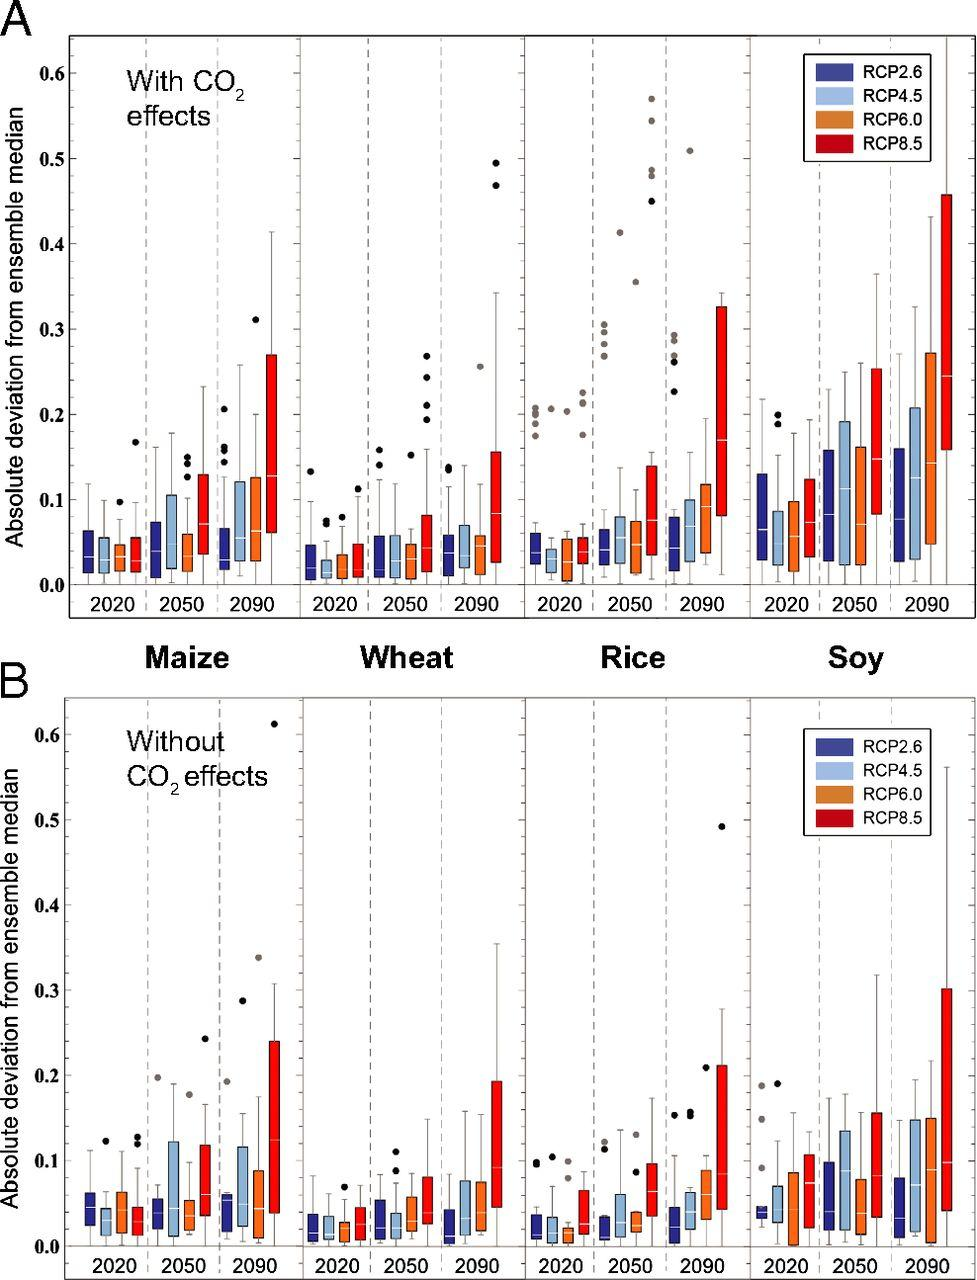 A
With CO2
effects
RCP2.6
RCP4.5
RCP6.0
RCP8.5
Absolute deviation from ensemble median
0.6
0.5
0.4
0.3
0.2
0.1
0.0
2020 2050 2090 2020 2050 2090 2020 2050 2090 2020 2050 2090
Maize Wheat Rice Soy
B
Without
CO2 effects
RCP2.6
RCP4.5
RCP6.0
RCP8.5
Absolute deviation from ensemble median
0.6
0.5
0.4
0.3
0.2
0.1
0.0
2020 2050 2090 2020 2050 2090 2020 2050 2090 2020 2050 2090